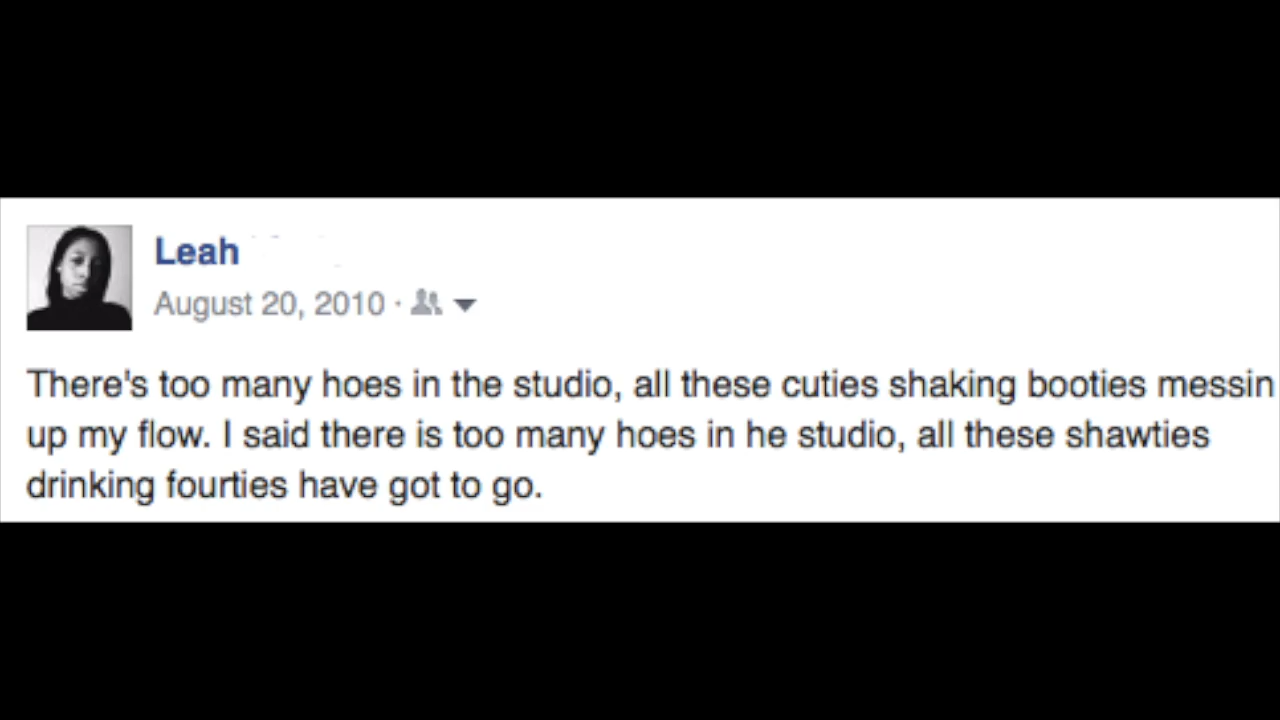 Leah
August 20, 2010 ·
There's too many hoes in the studio, all these cuties shaking booties messin
up my flow. I said there is too many hoes in he studio, all these shawties
drinking fourties have got to go.